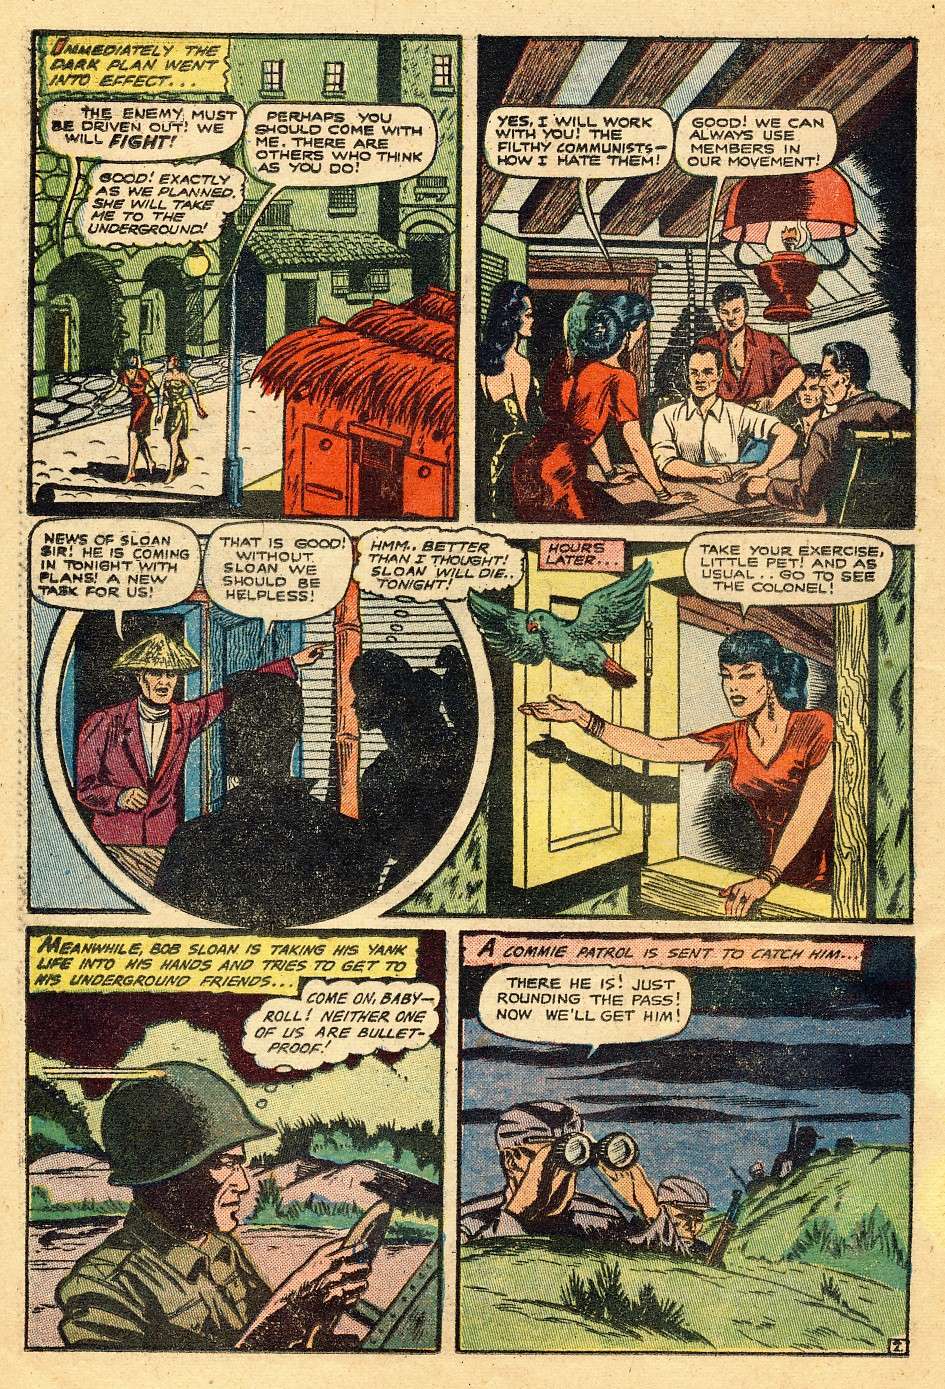 IMMEDIATELY THE
DARK PLAN WENT
INTO EFFECT...
THE ENEMY MUST
BE DRIVEN OUT! WE
WILL FIGHT!
PERHAPS YOU
SHOULD COME WITH
ME. THERE ARE
OTHERS WHO THINK
AS YOU DO!
GOOD! EXACTLY
AS WE PLANNED.
SHE WILL TAKE
ME TO THE
UNDERGROUND!
YES, I WILL WORK
WITH YOU! THE
FILTHY COMMUNISTS—
HOW I HATE THEM!
GOOD! WE CAN
ALWAYS USE
MEMBERS IN
OUR MOVEMENT!
NEWS OF SLOAN
SIR! HE IS COMING
IN TONIGHT WITH
PLANS! A NEW
TASK FOR US!
THAT IS GOOD!
WITHOUT
SLOAN WE
SHOULD BE
HELPLESS!
HMM.. BETTER
THAN I THOUGHT!
SLOAN WILL DIE..
TONIGHT!
HOURS
LATER...
TAKE YOUR EXERCISE,
LITTLE PET! AND AS
USUAL... GO TO SEE
THE COLONEL!
MEANWHILE, BOB SLOAN IS TAKING HIS YANK
LIFE INTO HIS HANDS AND TRIES TO GET TO
HIS UNDERGROUND FRIENDS...
COME ON, BABY—
ROLL! NEITHER ONE
OF US ARE BULLET-
PROOF!
A COMMIE PATROL IS SENT TO CATCH HIM...
THERE HE IS! JUST
ROUNDING THE PASS!
NOW WE'LL GET HIM!
2